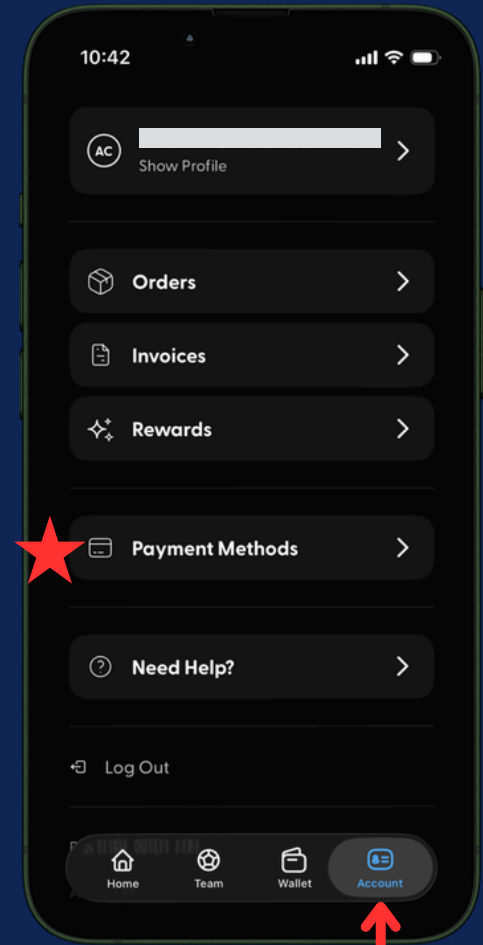 10:42
AC
Show Profile
Orders
Invoices
Rewards
Payment Methods
Need Help?
Log Out
Home
Team
Wallet
Account